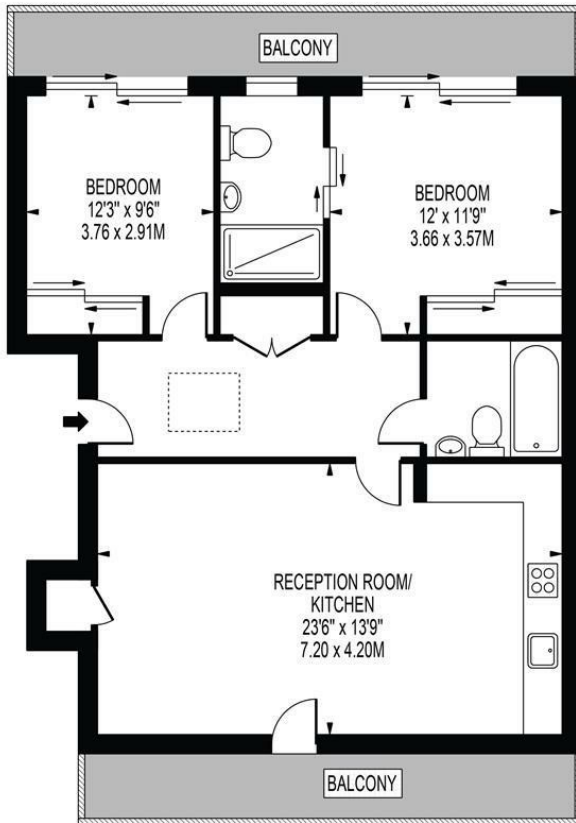 BALCONY
BEDROOM
12'3" x 9'6"
3.76 x 2.91M
BEDROOM
12' x 11'9"
3.66 x 3.57M
RECEPTION ROOM/
KITCHEN
23'6" x 13'9"
7.20 x 4.20M
BALCONY